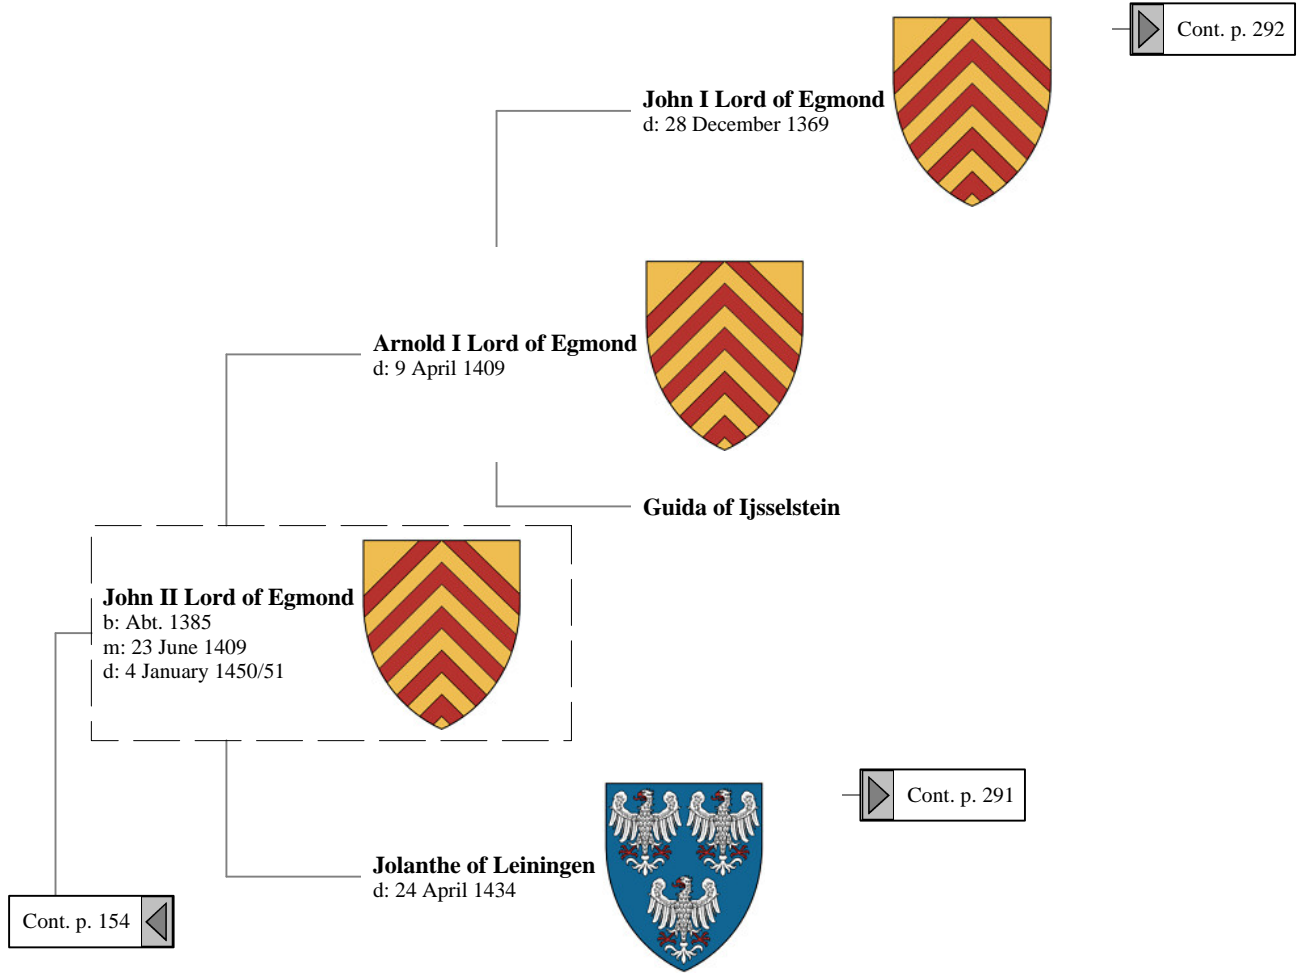 Cont. p. 292
John I Lord of Egmond
d: 28 December 1369
Arnold I Lord of Egmond
d: 9 April 1409
Guida of Ijsselstein
John II Lord of Egmond
b: Abt. 1385
m: 23 June 1409
d: 4 January 1450/51
Cont. p. 291
Jolanthe of Leiningen
d: 24 April 1434
Cont. p. 154